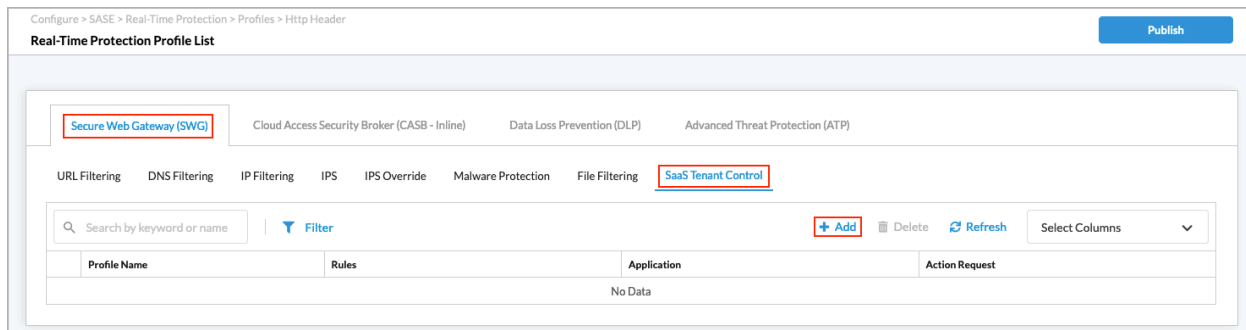 Configure > SASE > Real-Time Protection > Profiles > Http Header
Real-Time Protection Profile List
Publish
Secure Web Gateway (SWG) Cloud Access Security Broker (CASB - Inline) Data Loss Prevention (DLP) Advanced Threat Protection (ATP)
URL Filtering DNS Filtering IP Filtering IPS IPS Override Malware Protection File Filtering SaaS Tenant Control
Search by keyword or name Filter + Add Delete Refresh Select Columns
Profile Name Rules Application Action Request
No Data